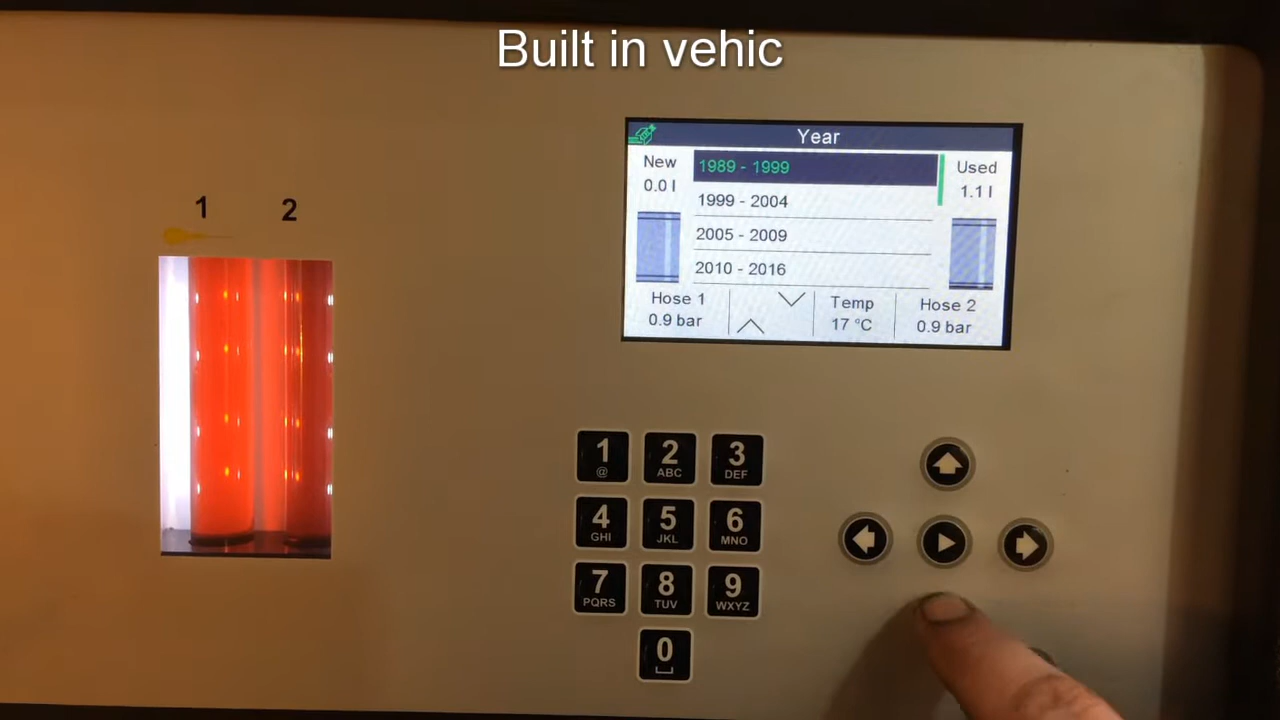 Built in vehic
Year
New
0.0 l
1989 - 1999
1999 - 2004
2005 - 2009
2010 - 2016
Used
1.1 l
Hose 1
0.9 bar
Temp
17 °C
Hose 2
0.9 bar
1 2
1
@
2
ABC
3
DEF
4
GHI
5
JKL
6
MNO
7
PQRS
8
TUV
9
WXYZ
0